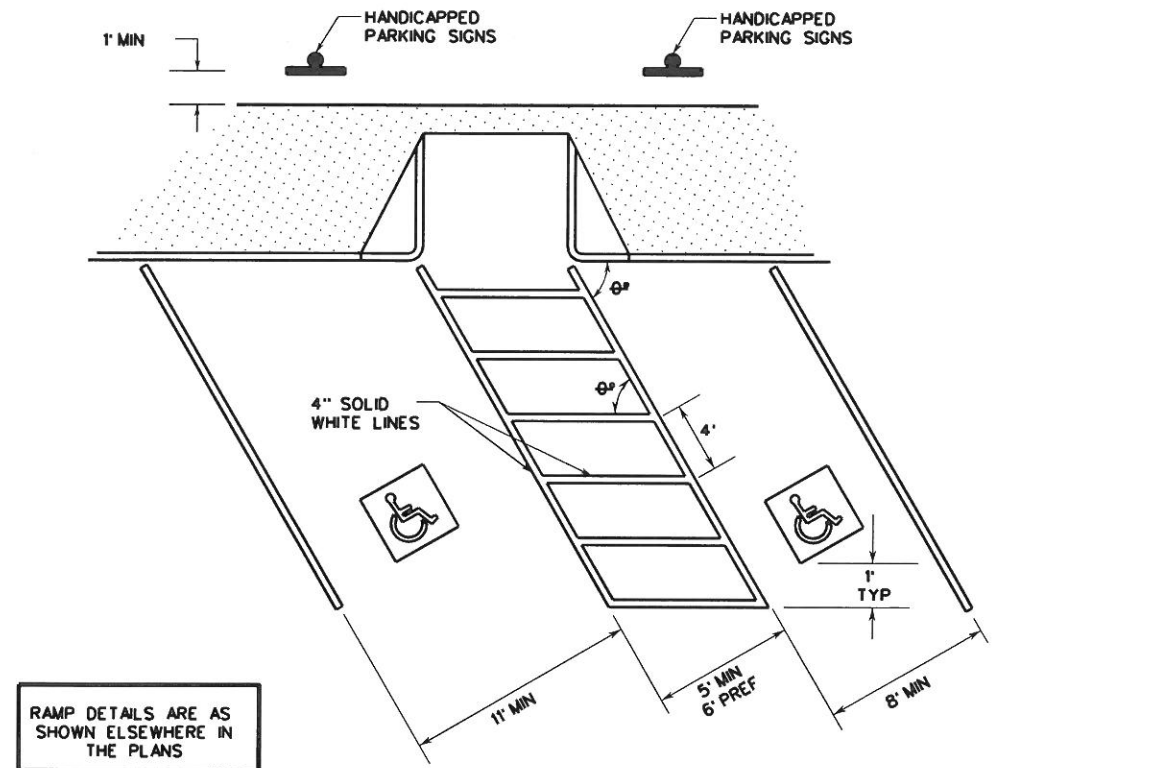 HANDICAPPED
PARKING SIGNS
HANDICAPPED
PARKING SIGNS
1' MIN
θ°
θ°
4" SOLID
WHITE LINES
4'
1'
TYP
11' MIN
5' MIN
6' PREF
8' MIN
RAMP DETAILS ARE AS
SHOWN ELSEWHERE IN
THE PLANS